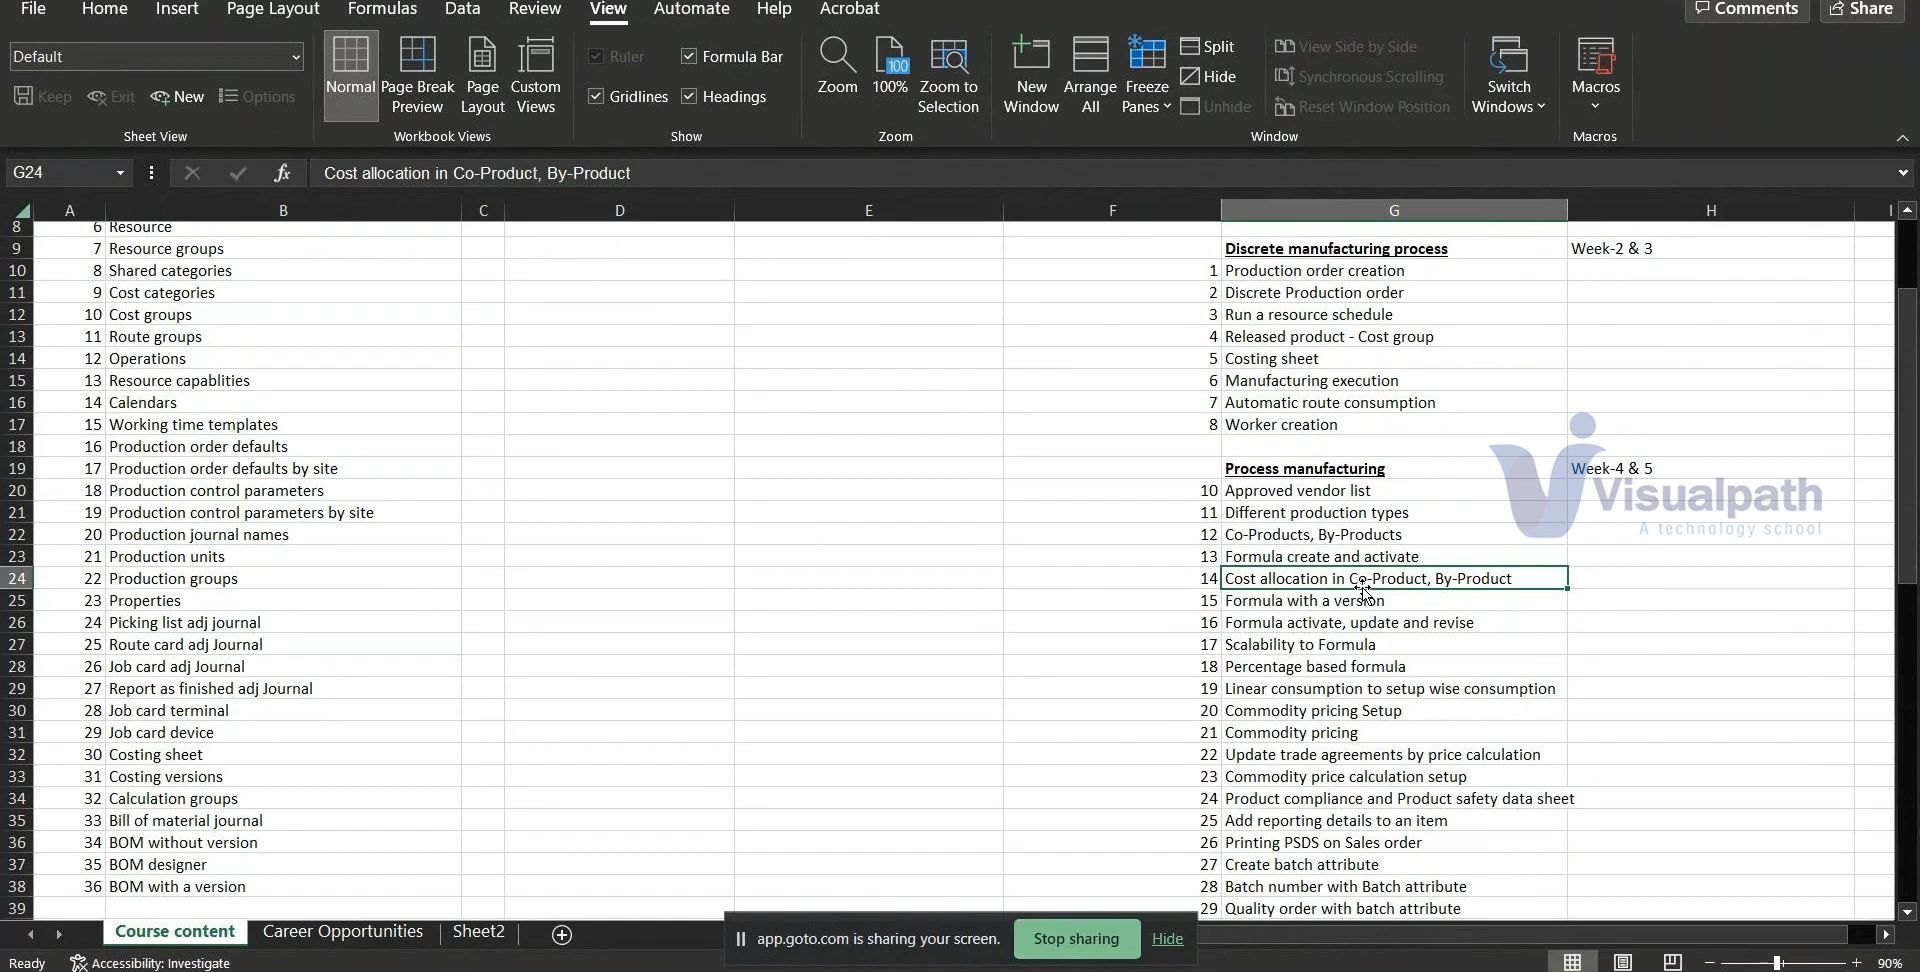 File Home Insert Page Layout Formulas Data Review View Automate Help Acrobat Comments Share
Default
Keep Exit New Options
Sheet View
Normal Page Break Preview Page Layout Custom Views
Workbook Views
Ruler Formula Bar
Gridlines Headings
Show
Zoom 100 100% Zoom to Selection
Zoom
New Window Arrange All Freeze Panes
Split
Hide
Unhide
View Side by Side
Synchronous Scrolling
Reset Window Position
Switch Windows
Window
Macros
Macros
G24 fx Cost allocation in Co-Product, By-Product
A B C D E F G H I
8 6 Resource
9 7 Resource groups Discrete manufacturing process Week-2 & 3
10 8 Shared categories 1 Production order creation
11 9 Cost categories 2 Discrete Production order
12 10 Cost groups 3 Run a resource schedule
13 11 Route groups 4 Released product - Cost group
14 12 Operations 5 Costing sheet
15 13 Resource capablities 6 Manufacturing execution
16 14 Calendars 7 Automatic route consumption
17 15 Working time templates 8 Worker creation
18 16 Production order defaults
19 17 Production order defaults by site Process manufacturing Week-4 & 5
20 18 Production control parameters 10 Approved vendor list
21 19 Production control parameters by site 11 Different production types
22 20 Production journal names 12 Co-Products, By-Products
23 21 Production units 13 Formula create and activate
24 22 Production groups 14 Cost allocation in Co-Product, By-Product
25 23 Properties 15 Formula with a version
26 24 Picking list adj journal 16 Formula activate, update and revise
27 25 Route card adj Journal 17 Scalability to Formula
28 26 Job card adj Journal 18 Percentage based formula
29 27 Report as finished adj Journal 19 Linear consumption to setup wise consumption
30 28 Job card terminal 20 Commodity pricing Setup
31 29 Job card device 21 Commodity pricing
32 30 Costing sheet 22 Update trade agreements by price calculation
33 31 Costing versions 23 Commodity price calculation setup
34 32 Calculation groups 24 Product compliance and Product safety data sheet
35 33 Bill of material journal 25 Add reporting details to an item
36 34 BOM without version 26 Printing PSDS on Sales order
37 35 BOM designer 27 Create batch attribute
38 36 BOM with a version 28 Batch number with Batch attribute
39 29 Quality order with batch attribute
Visualpath
A technology school
Course content Career Opportunities Sheet2
app.goto.com is sharing your screen. Stop sharing Hide
Ready Accessibility: Investigate 90%